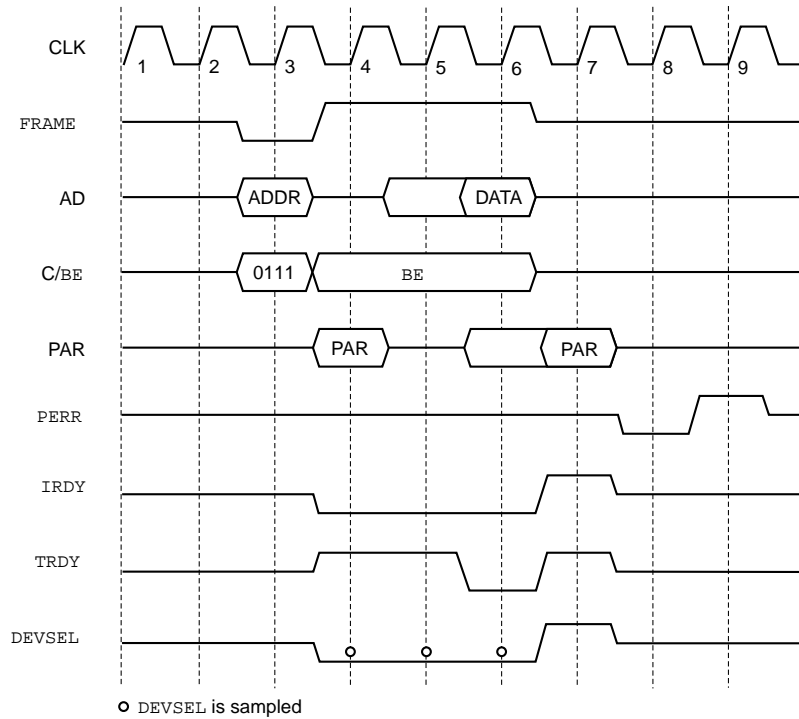 CLK
1 2 3 4 5 6 7 8 9
FRAME
AD ADDR DATA
C/BE 0111 BE
PAR PAR PAR
PERR
IRDY
TRDY
DEVSEL
DEVSEL is sampled